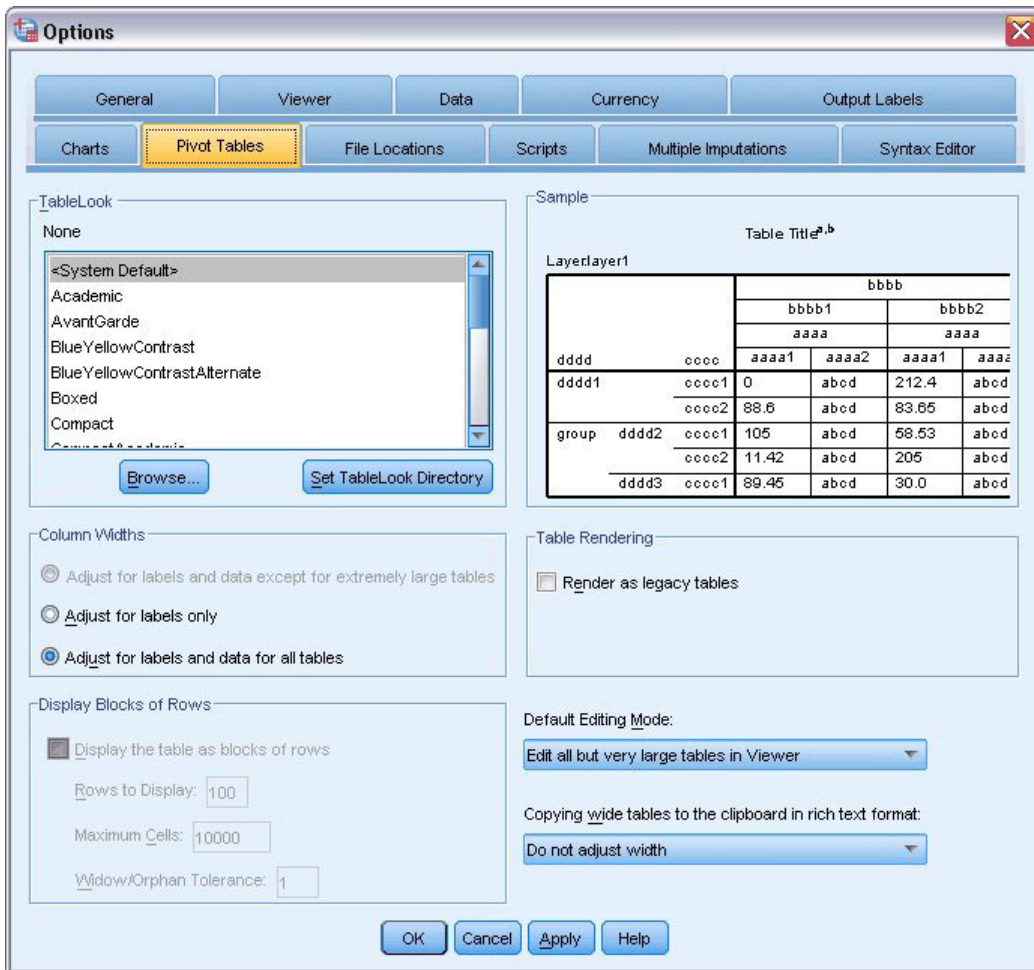 Options
General Viewer Data Currency Output Labels
Charts Pivot Tables File Locations Scripts Multiple Imputations Syntax Editor
TableLook
None
<System Default>
Academic
AvantGarde
BlueYellowContrast
BlueYellowContrastAlternate
Boxed
Compact
CompactAcademic
Browse... Set TableLook Directory
Sample
Table Titlea,b
Layer:layer1
bbbb
bbbb1 bbbb2
aaaa aaaa
dddd cccc aaaa1 aaaa2 aaaa1 aaaa
dddd1 cccc1 0 abcd 212.4 abcd
cccc2 88.6 abcd 83.65 abcd
group dddd2 cccc1 105 abcd 58.53 abcd
cccc2 11.42 abcd 205 abcd
dddd3 cccc1 89.45 abcd 30.0 abcd
Column Widths
Adjust for labels and data except for extremely large tables
Adjust for labels only
Adjust for labels and data for all tables
Table Rendering
Render as legacy tables
Display Blocks of Rows
Display the table as blocks of rows
Rows to Display: 100
Maximum Cells: 10000
Widow/Orphan Tolerance: 1
Default Editing Mode:
Edit all but very large tables in Viewer
Copying wide tables to the clipboard in rich text format:
Do not adjust width
OK Cancel Apply Help